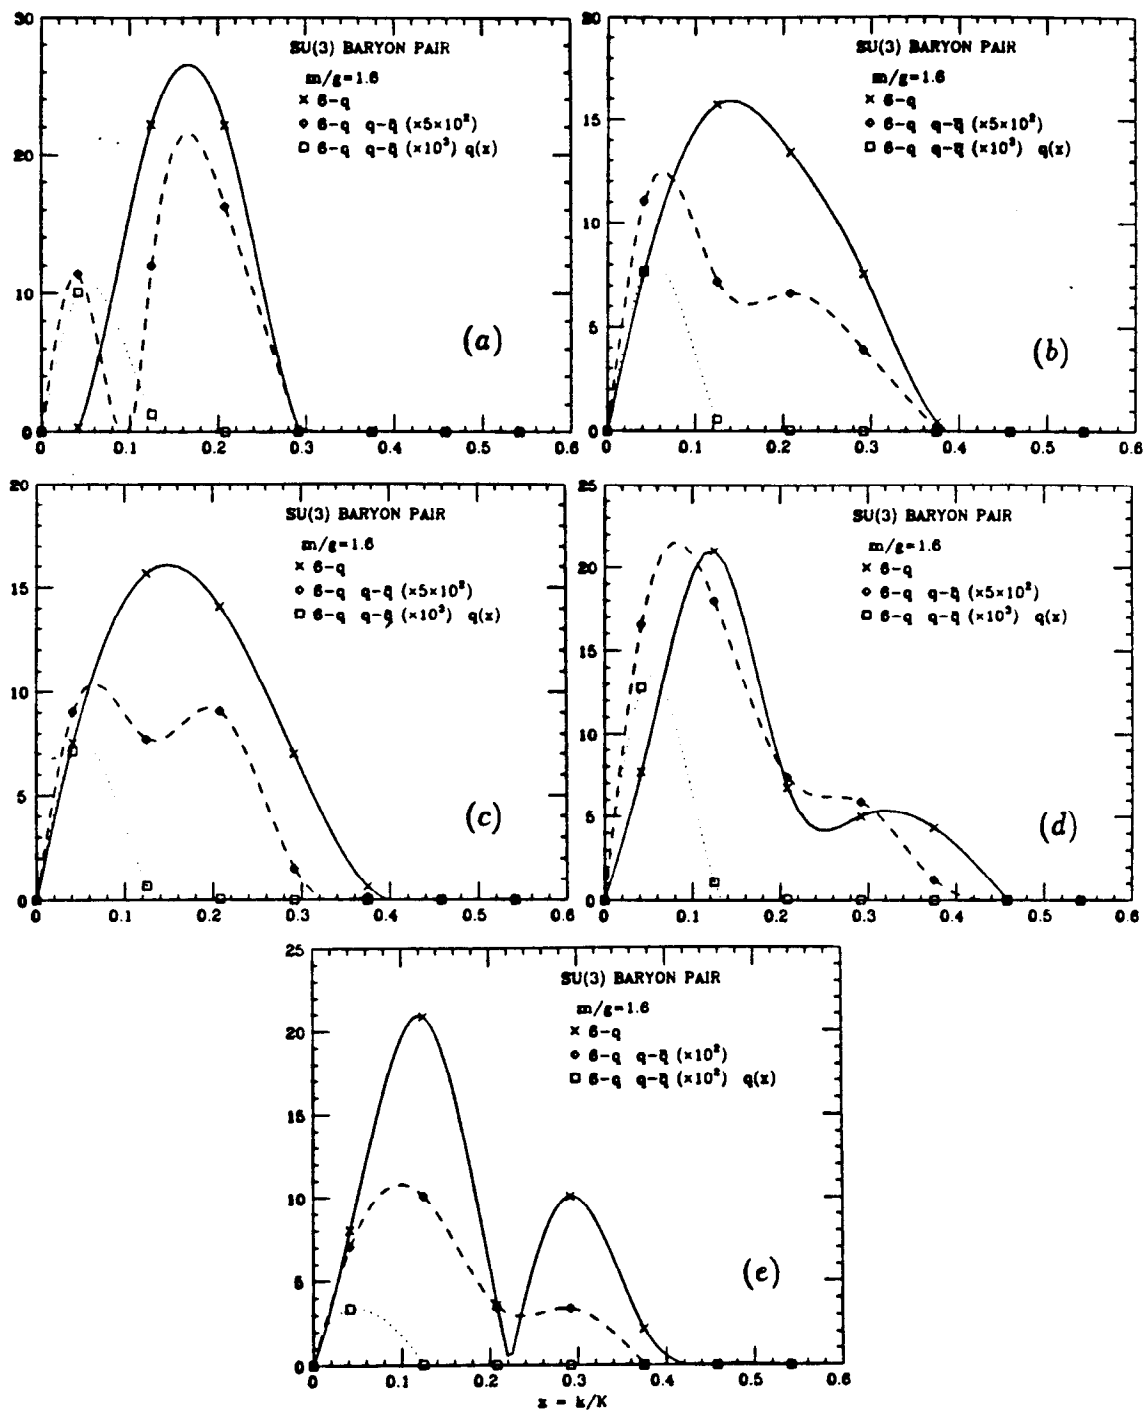 SU(3) BARYON PAIR
m/g=1.6
× 6-q
6-q q-q̄ (×5×10²)
6-q q-q̄ (×10³) q(x)
30
20
10
0
(a)
0 0.1 0.2 0.3 0.4 0.5 0.6
SU(3) BARYON PAIR
m/g=1.6
× 6-q
6-q q-q̄ (×5×10²)
6-q q-q̄ (×10³) q(x)
20
15
10
5
0
(b)
0 0.1 0.2 0.3 0.4 0.5 0.6
SU(3) BARYON PAIR
m/g=1.6
× 6-q
6-q q-q̄ (×5×10²)
6-q q-q̄ (×10³) q(x)
20
15
10
5
0
(c)
0 0.1 0.2 0.3 0.4 0.5 0.6
SU(3) BARYON PAIR
m/g=1.6
× 6-q
6-q q-q̄ (×5×10²)
6-q q-q̄ (×10³) q(x)
25
20
15
10
5
0
(d)
0 0.1 0.2 0.3 0.4 0.5 0.6
SU(3) BARYON PAIR
m/g=1.6
× 6-q
6-q q-q̄ (×10²)
6-q q-q̄ (×10²) q(x)
25
20
15
10
5
0
(e)
0 0.1 0.2 0.3 0.4 0.5 0.6
x = k/K